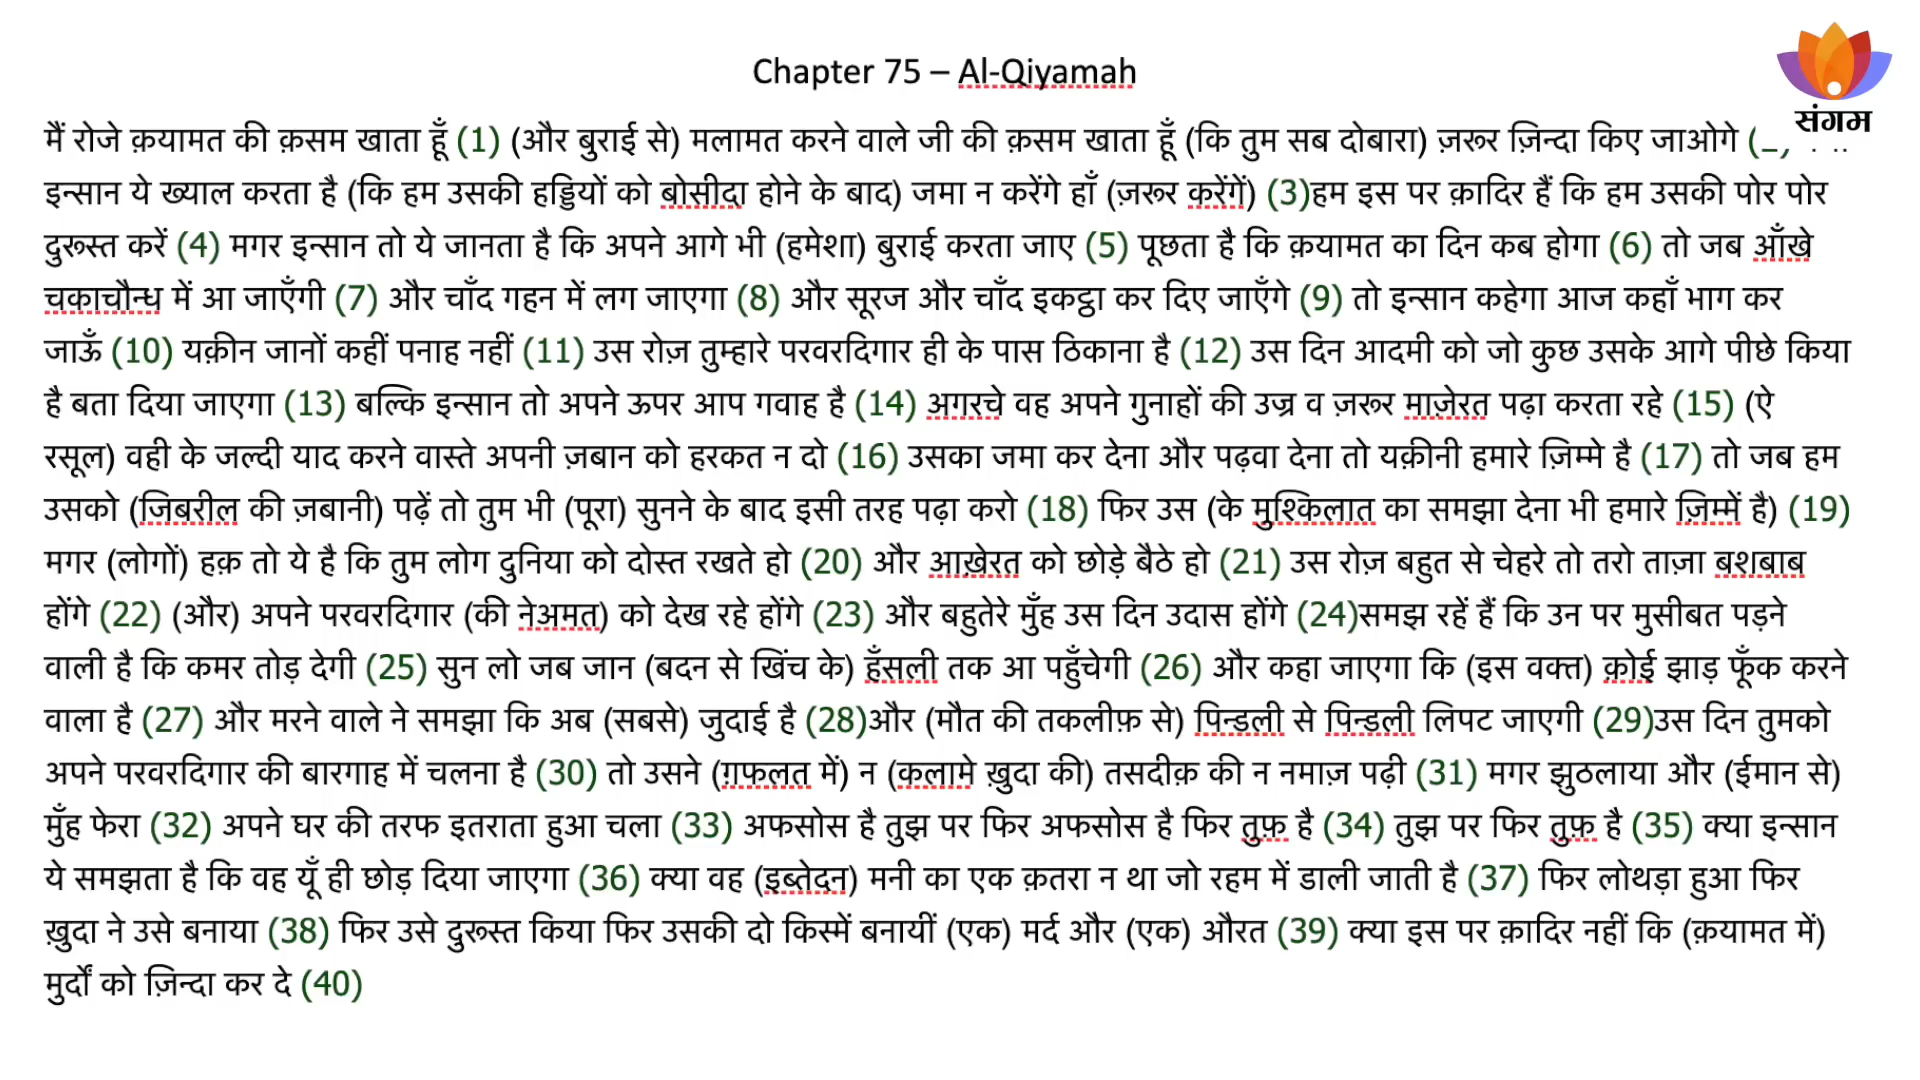 Chapter 75 – Al-Qiyamah
संगम
मैं रोजे क़यामत की क़सम खाता हूँ (1) (और बुराई से) मलामत करने वाले जी की क़सम खाता हूँ (कि तुम सब दोबारा) ज़रूर ज़िन्दा किए जाओगे
इन्सान ये ख्याल करता है (कि हम उसकी हड्डियों को बोसीदा होने के बाद) जमा न करेंगे हाँ (ज़रूर करेंगें) (3)हम इस पर क़ादिर हैं कि हम उसकी पोर पोर
दुरूस्त करें (4) मगर इन्सान तो ये जानता है कि अपने आगे भी (हमेशा) बुराई करता जाए (5) पूछता है कि क़यामत का दिन कब होगा (6) तो जब आँखे
चकाचौन्ध में आ जाएँगी (7) और चाँद गहन में लग जाएगा (8) और सूरज और चाँद इकट्ठा कर दिए जाएँगे (9) तो इन्सान कहेगा आज कहाँ भाग कर
जाऊँ (10) यक़ीन जानों कहीं पनाह नहीं (11) उस रोज़ तुम्हारे परवरदिगार ही के पास ठिकाना है (12) उस दिन आदमी को जो कुछ उसके आगे पीछे किया
है बता दिया जाएगा (13) बल्कि इन्सान तो अपने ऊपर आप गवाह है (14) अगरचे वह अपने गुनाहों की उज्र व ज़रूर माज़ेरत पढ़ा करता रहे (15) (ऐ
रसूल) वही के जल्दी याद करने वास्ते अपनी ज़बान को हरकत न दो (16) उसका जमा कर देना और पढ़वा देना तो यक़ीनी हमारे ज़िम्मे है (17) तो जब हम
उसको (जिबरील की ज़बानी) पढ़ें तो तुम भी (पूरा) सुनने के बाद इसी तरह पढ़ा करो (18) फिर उस (के मुश्किलात का समझा देना भी हमारे ज़िम्में है) (19)
मगर (लोगों) हक़ तो ये है कि तुम लोग दुनिया को दोस्त रखते हो (20) और आख़ेरत को छोड़े बैठे हो (21) उस रोज़ बहुत से चेहरे तो तरो ताज़ा बशबाब
होंगे (22) (और) अपने परवरदिगार (की नेअमत) को देख रहे होंगे (23) और बहुतेरे मुँह उस दिन उदास होंगे (24)समझ रहें हैं कि उन पर मुसीबत पड़ने
वाली है कि कमर तोड़ देगी (25) सुन लो जब जान (बदन से खिंच के) हँसली तक आ पहुँचेगी (26) और कहा जाएगा कि (इस वक्त) क़ोई झाड़ फूँक करने
वाला है (27) और मरने वाले ने समझा कि अब (सबसे) जुदाई है (28)और (मौत की तकलीफ़ से) पिन्डली से पिन्डली लिपट जाएगी (29)उस दिन तुमको
अपने परवरदिगार की बारगाह में चलना है (30) तो उसने (ग़फलत में) न (कलामे ख़ुदा की) तसदीक़ की न नमाज़ पढ़ी (31) मगर झुठलाया और (ईमान से)
मुँह फेरा (32) अपने घर की तरफ इतराता हुआ चला (33) अफसोस है तुझ पर फिर अफसोस है फिर तुफ़ है (34) तुझ पर फिर तुफ़ है (35) क्या इन्सान
ये समझता है कि वह यूँ ही छोड़ दिया जाएगा (36) क्या वह (इब्तेदन) मनी का एक क़तरा न था जो रहम में डाली जाती है (37) फिर लोथड़ा हुआ फिर
ख़ुदा ने उसे बनाया (38) फिर उसे दुरूस्त किया फिर उसकी दो किस्में बनायीं (एक) मर्द और (एक) औरत (39) क्या इस पर क़ादिर नहीं कि (क़यामत में)
मुर्दों को ज़िन्दा कर दे (40)